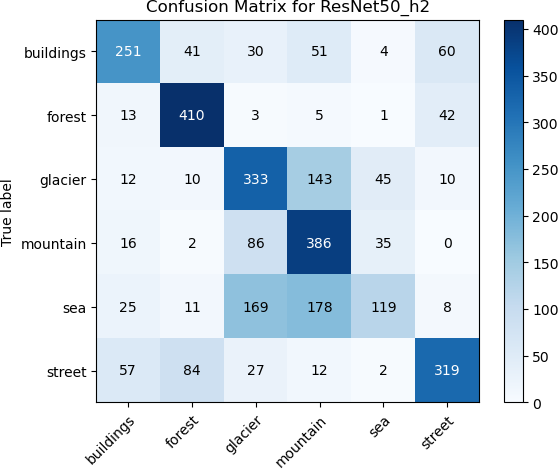 Confusion Matrix for ResNet50_h2
buildings 251 41 30 51 4 60
forest 13 410 3 5 1 42
glacier 12 10 333 143 45 10
mountain 16 2 86 386 35 0
sea 25 11 169 178 119 8
street 57 84 27 12 2 319
buildings forest glacier mountain sea street
True label
400
350
300
250
200
150
100
50
0